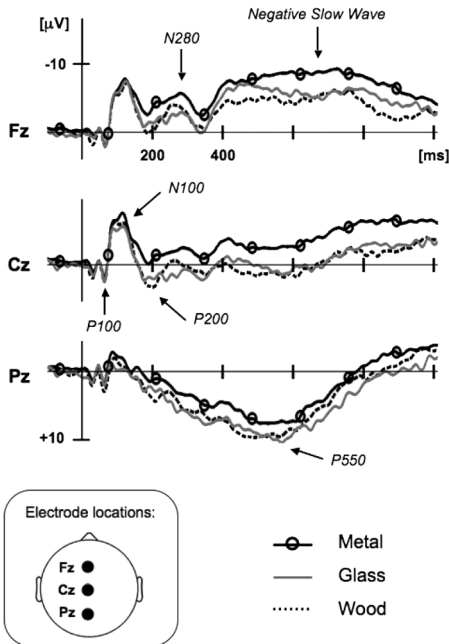 [µV]
N280
Negative Slow Wave
-10
Fz
200
400
[ms]
N100
Cz
P100
P200
Pz
+10
P550
Electrode locations:
Fz
Cz
Pz
Metal
Glass
Wood